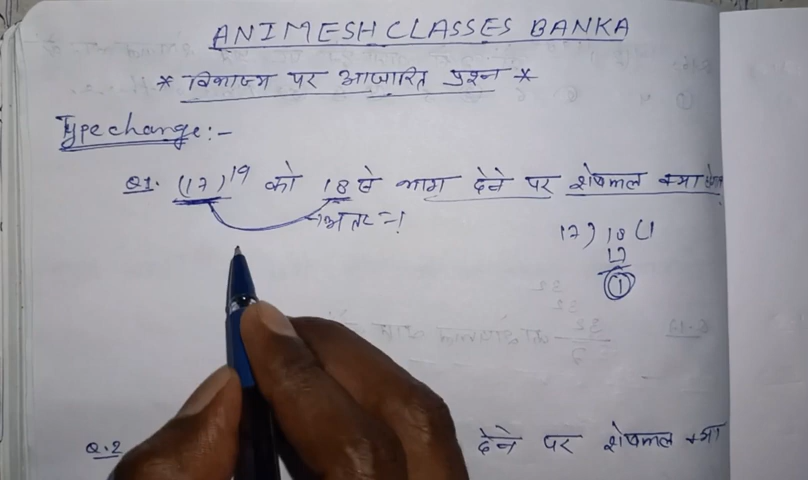 ANIMESH CLASSES BANKA
* विभाज्य पर आधारित प्रश्न *
Type change:-
Q1. (17)¹⁹ को 18 से भाग देने पर शेषफल क्या
→ अंतर = 1
17) 18 (1
17
1
Q.2
देने पर शेषफल क्या